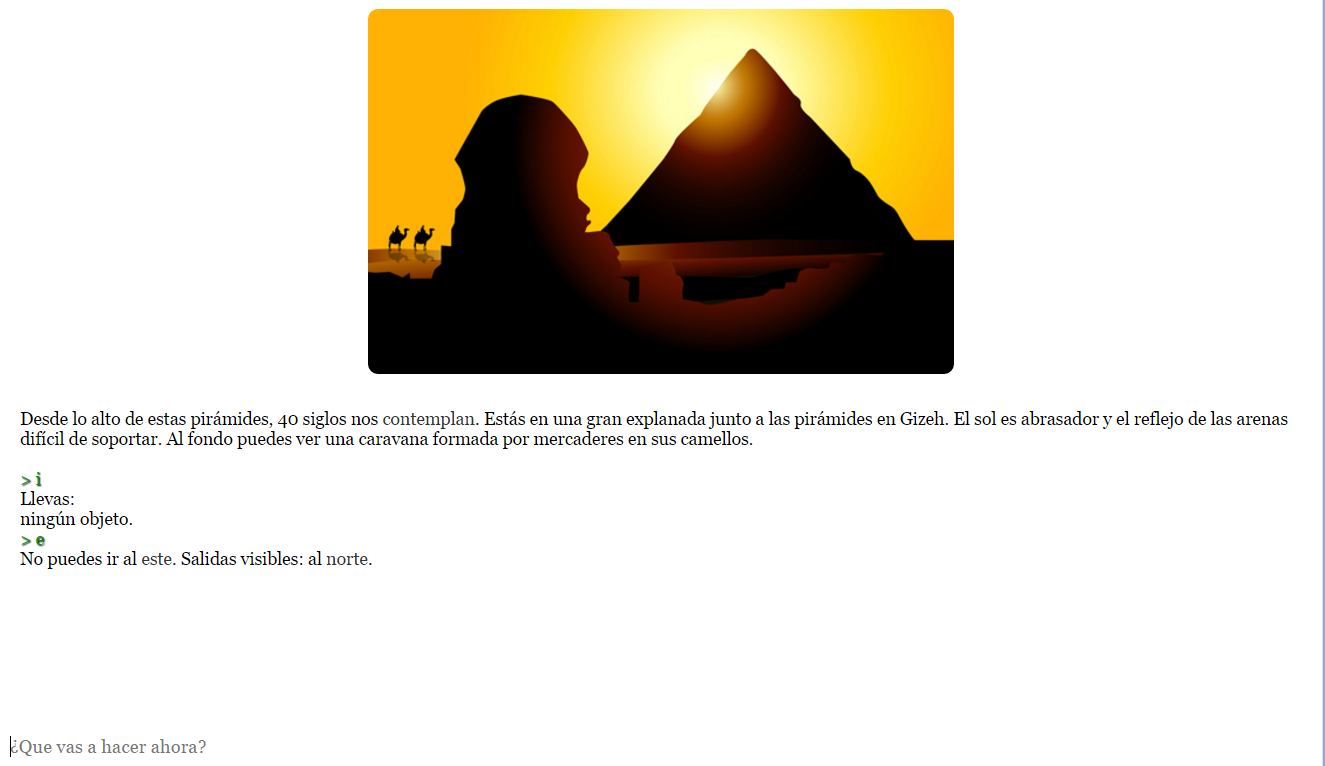 Desde lo alto de estas pirámides, 40 siglos nos contemplan. Estás en una gran explanada junto a las pirámides en Gizeh. El sol es abrasador y el reflejo de las arenas
difícil de soportar. Al fondo puedes ver una caravana formada por mercaderes en sus camellos.
> i
Llevas:
ningún objeto.
> e
No puedes ir al este. Salidas visibles: al norte.
¿Que vas a hacer ahora?